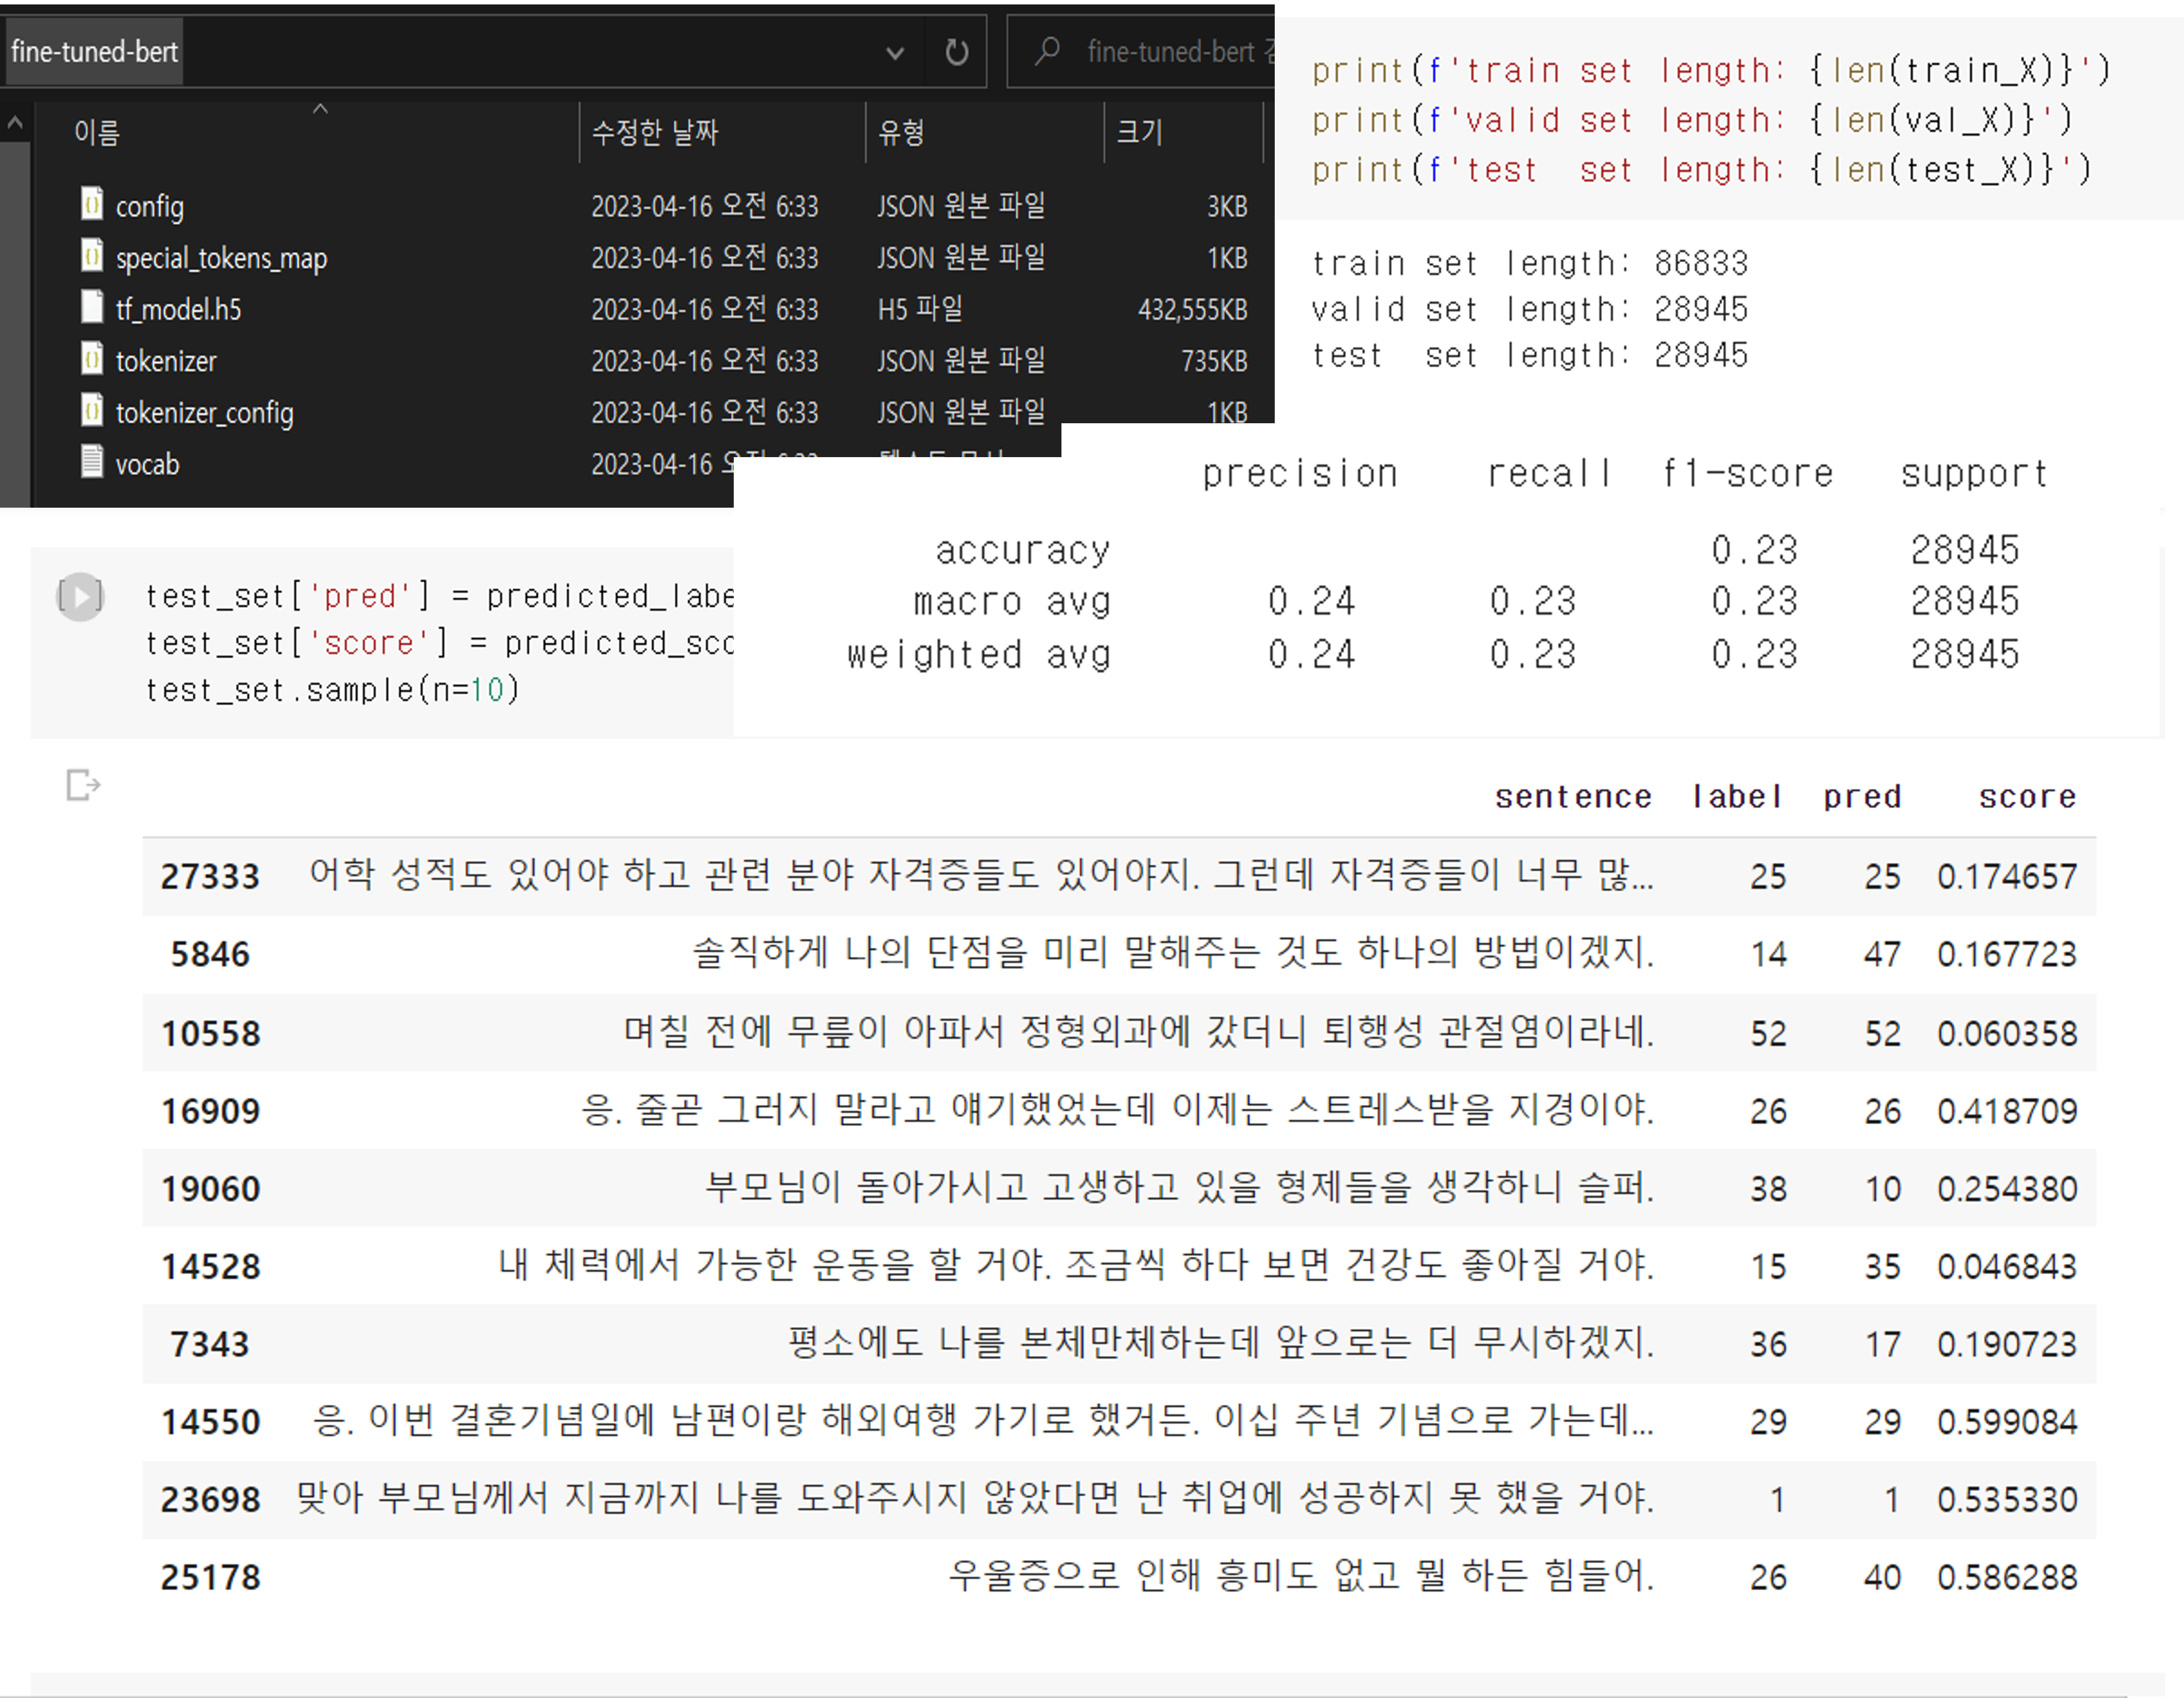 fine-tuned-bert
fine-tuned-bert
이름 수정한 날짜 유형 크기
config 2023-04-16 오전 6:33 JSON 원본 파일 3KB
special_tokens_map 2023-04-16 오전 6:33 JSON 원본 파일 1KB
tf_model.h5 2023-04-16 오전 6:33 H5 파일 432,555KB
tokenizer 2023-04-16 오전 6:33 JSON 원본 파일 735KB
tokenizer_config 2023-04-16 오전 6:33 JSON 원본 파일 1KB
vocab 2023-04-16
print(f'train set length: {len(train_X)}')
print(f'valid set length: {len(val_X)}')
print(f'test  set length: {len(test_X)}')
train set length: 86833
valid set length: 28945
test  set length: 28945
precision recall f1-score support
accuracy 0.23 28945
macro avg 0.24 0.23 0.23 28945
weighted avg 0.24 0.23 0.23 28945
test_set['pred'] = predicted_labe
test_set['score'] = predicted_sco
test_set.sample(n=10)
sentence label pred score
27333 어학 성적도 있어야 하고 관련 분야 자격증들도 있어야지. 그런데 자격증들이 너무 많... 25 25 0.174657
5846 솔직하게 나의 단점을 미리 말해주는 것도 하나의 방법이겠지. 14 47 0.167723
10558 며칠 전에 무릎이 아파서 정형외과에 갔더니 퇴행성 관절염이라네. 52 52 0.060358
16909 응. 줄곧 그러지 말라고 얘기했었는데 이제는 스트레스받을 지경이야. 26 26 0.418709
19060 부모님이 돌아가시고 고생하고 있을 형제들을 생각하니 슬퍼. 38 10 0.254380
14528 내 체력에서 가능한 운동을 할 거야. 조금씩 하다 보면 건강도 좋아질 거야. 15 35 0.046843
7343 평소에도 나를 본체만체하는데 앞으로는 더 무시하겠지. 36 17 0.190723
14550 응. 이번 결혼기념일에 남편이랑 해외여행 가기로 했거든. 이십 주년 기념으로 가는데... 29 29 0.599084
23698 맞아 부모님께서 지금까지 나를 도와주시지 않았다면 난 취업에 성공하지 못 했을 거야. 1 1 0.535330
25178 우울증으로 인해 흥미도 없고 뭘 하든 힘들어. 26 40 0.586288